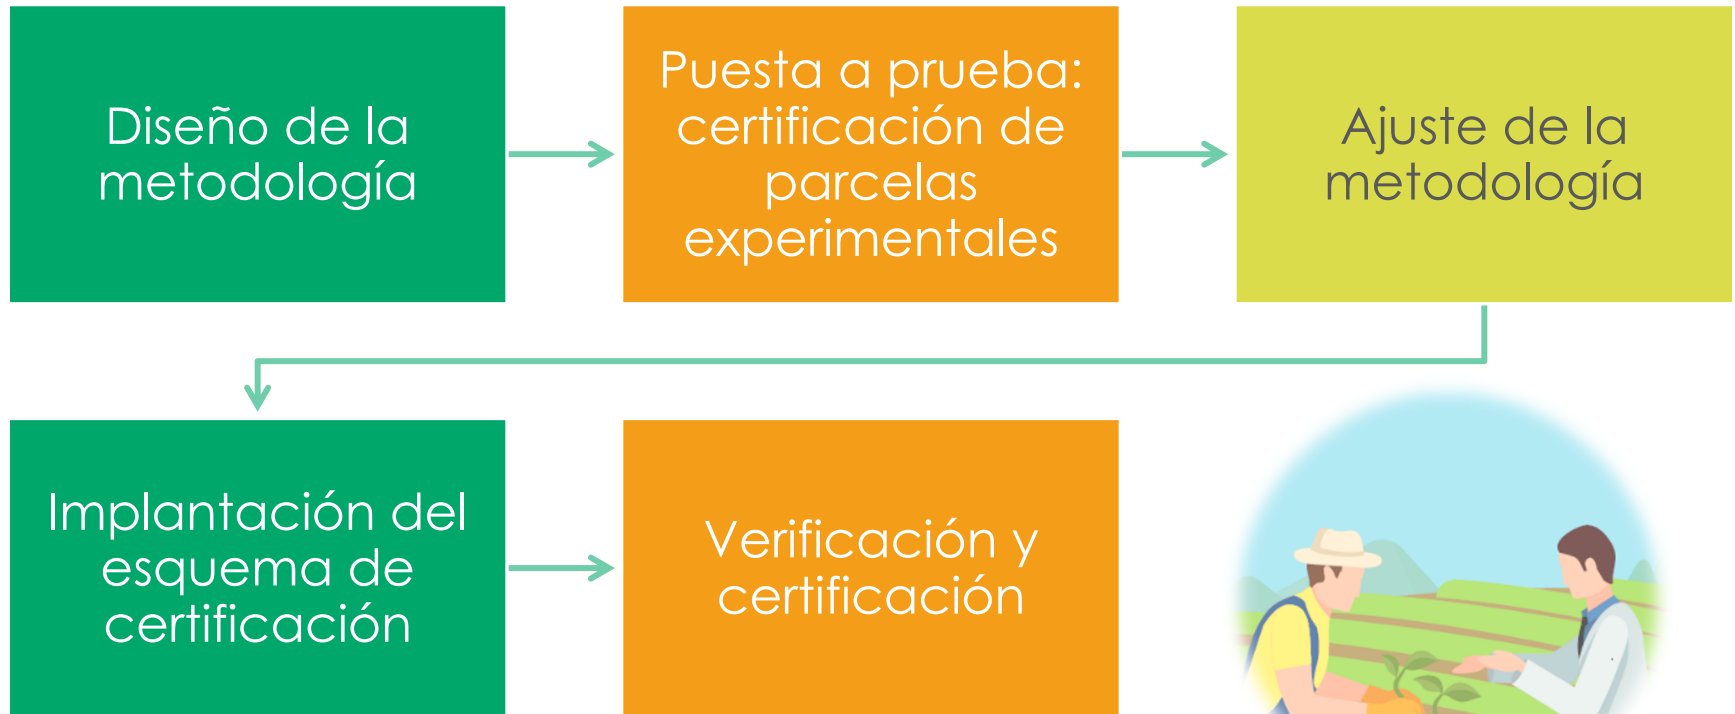 Diseño de la
metodología
Puesta a prueba:
certificación de
parcelas
experimentales
Ajuste de la
metodología
Implantación del
esquema de
certificación
Verificación y
certificación